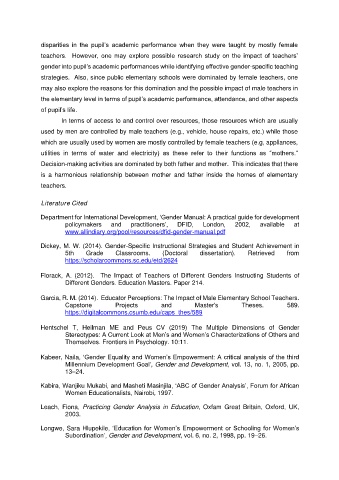 disparities in the pupil's academic performance when they were taught by mostly female
teachers. However, one may explore possible research study on the impact of teachers'
gender into pupil's academic performances while identifying effective gender-specific teaching
strategies. Also, since public elementary schools were dominated by female teachers, one
may also explore the reasons for this domination and the possible impact of male teachers in
the elementary level in terms of pupil's academic performance, attendance, and other aspects
of pupil's life.
In terms of access to and control over resources, those resources which are usually
used by men are controlled by male teachers (e.g., vehicle, house repairs, etc.) while those
which are usually used by women are mostly controlled by female teachers (e.g. appliances,
utilities in terms of water and electricity) as these refer to their functions as "mothers."
Decision-making activities are dominated by both father and mother. This indicates that there
is a harmonious relationship between mother and father inside the homes of elementary
teachers.
Literature Cited
Department for International Development, 'Gender Manual: A practical guide for development
policymakers and practitioners', DFID, London, 2002, available at
www.allindiary.org/pool/resources/dfid-gender-manual.pdf
Dickey, M. W. (2014). Gender-Specific Instructional Strategies and Student Achievement in
5th Grade Classrooms. (Doctoral dissertation). Retrieved from
https://scholarcommons.sc.edu/etd/2624
Florack, A. (2012). The Impact of Teachers of Different Genders Instructing Students of
Different Genders. Education Masters. Paper 214.
Garcia, R. M. (2014). Educator Perceptions: The Impact of Male Elementary School Teachers.
Capstone Projects and Master's Theses. 589.
https://digitalcommons.csumb.edu/caps_thes/589
Hentschel T, Heilman ME and Peus CV (2019) The Multiple Dimensions of Gender
Stereotypes: A Current Look at Men's and Women's Characterizations of Others and
Themselves. Frontiers in Psychology. 10:11.
Kabeer, Naila, 'Gender Equality and Women's Empowerment: A critical analysis of the third
Millennium Development Goal', Gender and Development, vol. 13, no. 1, 2005, pp.
13–24.
Kabira, Wanjiku Mukabi, and Masheti Masinjila, 'ABC of Gender Analysis', Forum for African
Women Educationalists, Nairobi, 1997.
Leach, Fiona, Practicing Gender Analysis in Education, Oxfam Great Britain, Oxford, UK,
2003.
Longwe, Sara Hlupekile, 'Education for Women's Empowerment or Schooling for Women's
Subordination', Gender and Development, vol. 6, no. 2, 1998, pp. 19–26.